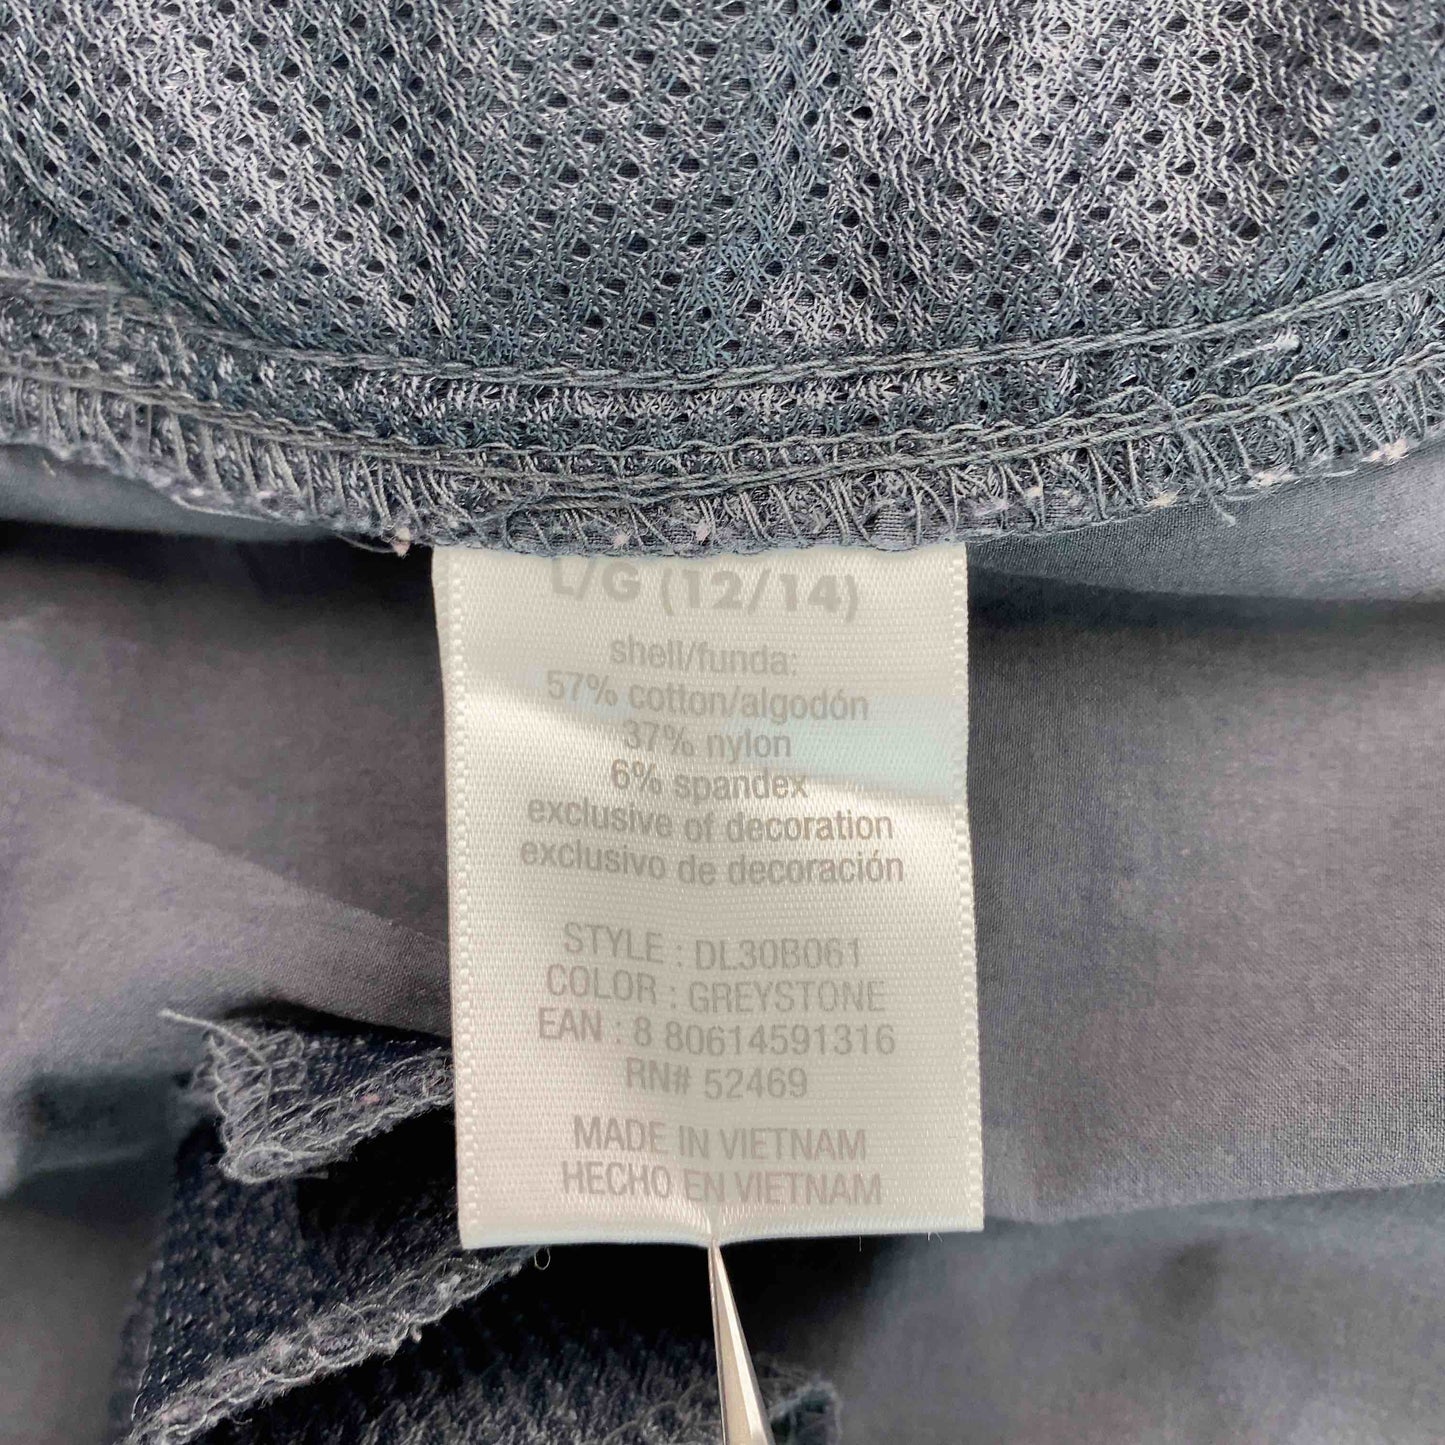 L/G (12/14)
shell/funda:
57% cotton/algodón
37% nylon
6% spandex
exclusive of decoration
exclusivo de decoración
STYLE : DL30B061
COLOR : GREYSTONE
EAN : 8 80614591316
RN# 52469
MADE IN VIETNAM
HECHO EN VIETNAM